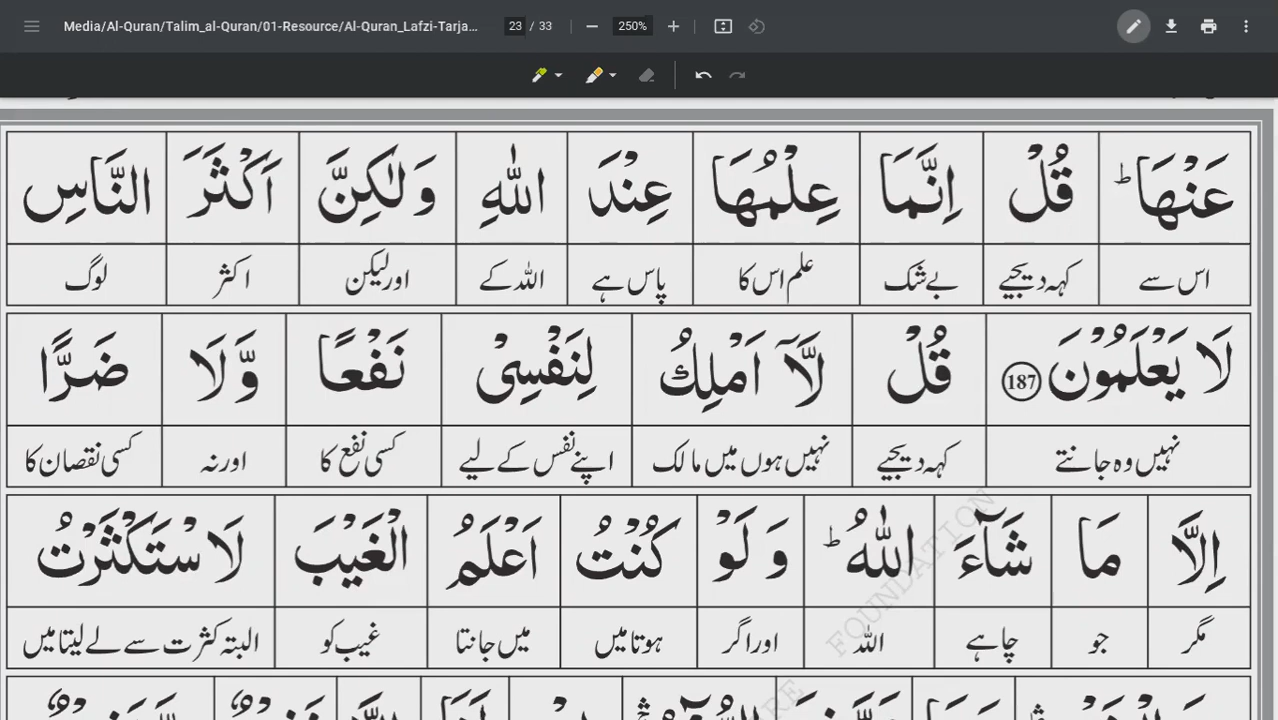 Media/Al-Quran/Talim_al-Quran/01-Resource/Al-Quran_Lafzi-Tarja... 23 / 33 250%
عَنْهَا ؕ قُلْ اِنَّمَا عِلْمُهَا عِنْدَ اللّٰهِ وَلٰكِنَّ اَكْثَرَ النَّاسِ
اس سے کہہ دیجیے بے شک علم اس کا پاس ہے اللہ کے اور لیکن اکثر لوگ
لَا يَعْلَمُوْنَ 187 قُلْ لَّاۤ اَمْلِكُ لِنَفْسِیْ نَفْعًا وَّلَا ضَرًّا
نہیں وہ جانتے کہہ دیجیے نہیں ہوں میں مالک اپنے نفس کے لیے کسی نفع کا اور نہ کسی نقصان کا
اِلَّا مَا شَآءَ اللّٰهُ ؕ وَلَوْ كُنْتُ اَعْلَمُ الْغَيْبَ لَاسْتَكْثَرْتُ
مگر جو چاہے اللہ اور اگر ہوتا میں میں جانتا غیب کو البتہ کثرت سے لے لیتا میں
FOUNDATION